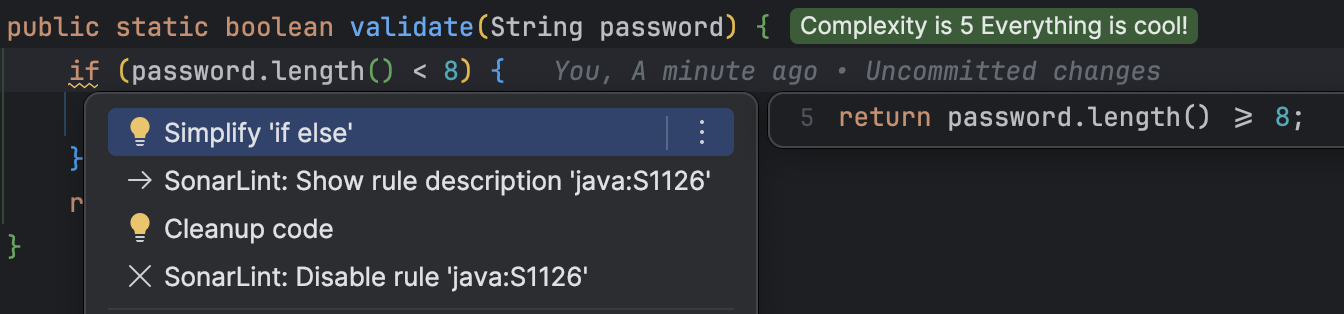 public static boolean validate(String password) { Complexity is 5 Everything is cool!
if (password.length() < 8) { You, A minute ago • Uncommitted changes
Simplify 'if else'
5 return password.length() ⩾ 8;
SonarLint: Show rule description 'java:S1126'
}
Cleanup code
r
}
SonarLint: Disable rule 'java:S1126'